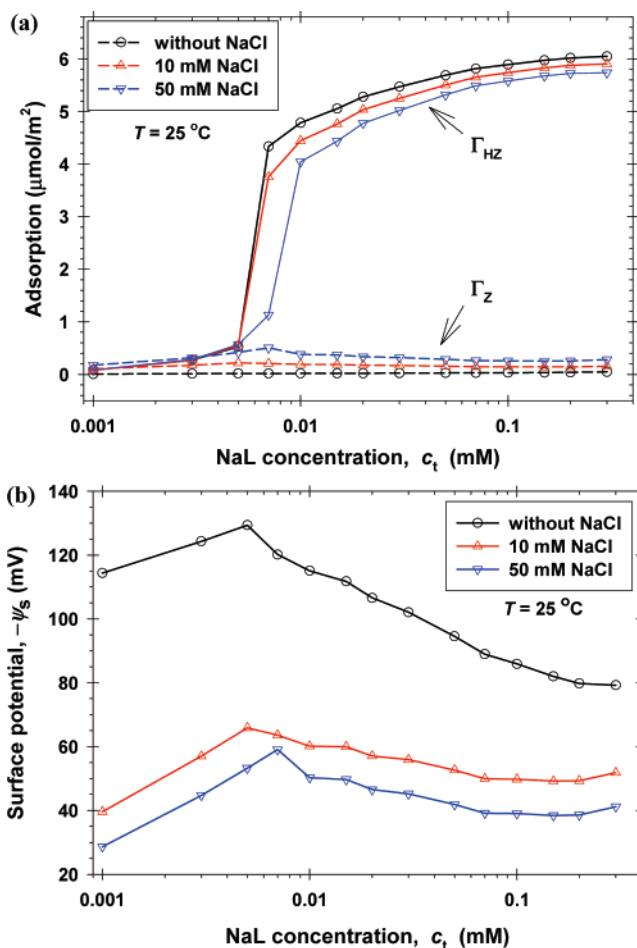 (a)
without NaCl
10 mM NaCl
50 mM NaCl
T = 25 °C
Γ_HZ
Γ_Z
Adsorption (μmol/m²)
6
5
4
3
2
1
0
0.001
0.01
0.1
NaL concentration, c_t (mM)
(b)
140
120
100
80
60
40
20
Surface potential, −ψ_s (mV)
without NaCl
10 mM NaCl
50 mM NaCl
T = 25 °C
0.001
0.01
0.1
NaL concentration, c_t (mM)